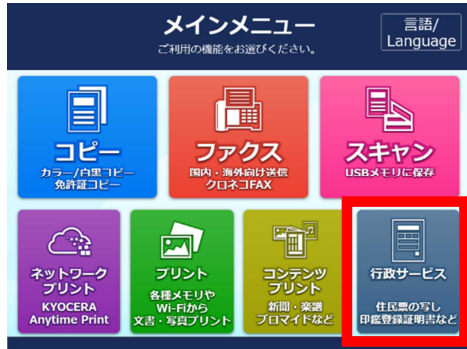 メインメニュー
ご利用の機能をお選びください。
言語/
Language
コピー
カラー/白黒コピー
免許証コピー
ファクス
国内・海外向け送信
クロネコFAX
スキャン
USBメモリに保存
ネットワーク
プリント
KYOCERA
Anytime Print
プリント
各種メモリや
Wi-Fiから
文書・写真プリント
コンテンツ
プリント
新聞・楽譜
ブロマイドなど
行政サービス
住民票の写し
印鑑登録証明書など